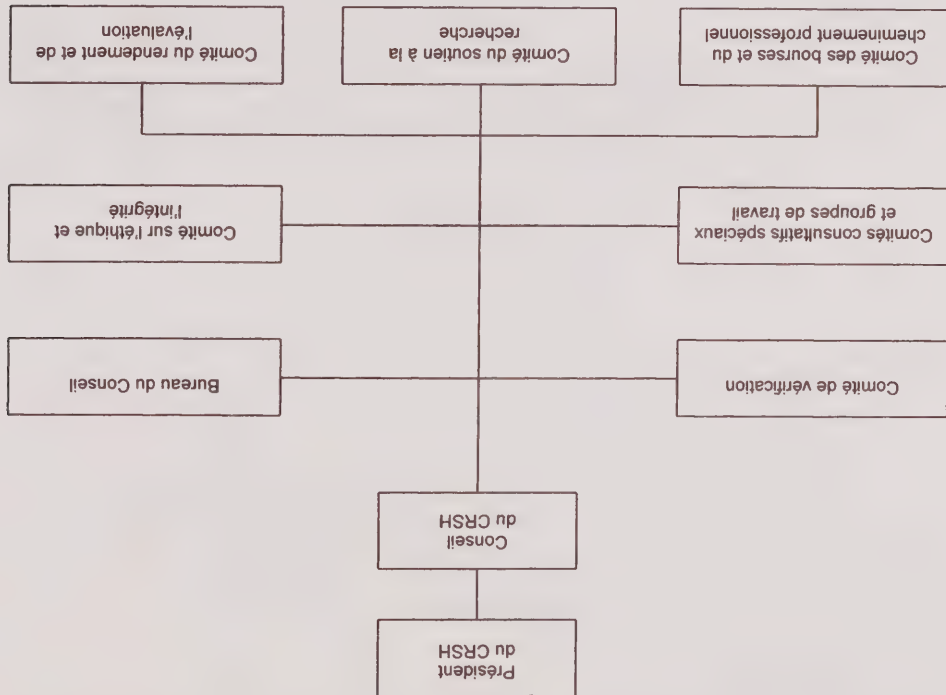 Président
du CRSH
Conseil
du CRSH
Comité de vérification
Bureau du Conseil
Comités consultatifs spéciaux
et groupes de travail
Comité sur l'éthique et
l'intégrité
Comité des bourses et du
cheminement professionnel
Comité du soutien à la
recherche
Comité du rendement et de
l'évaluation